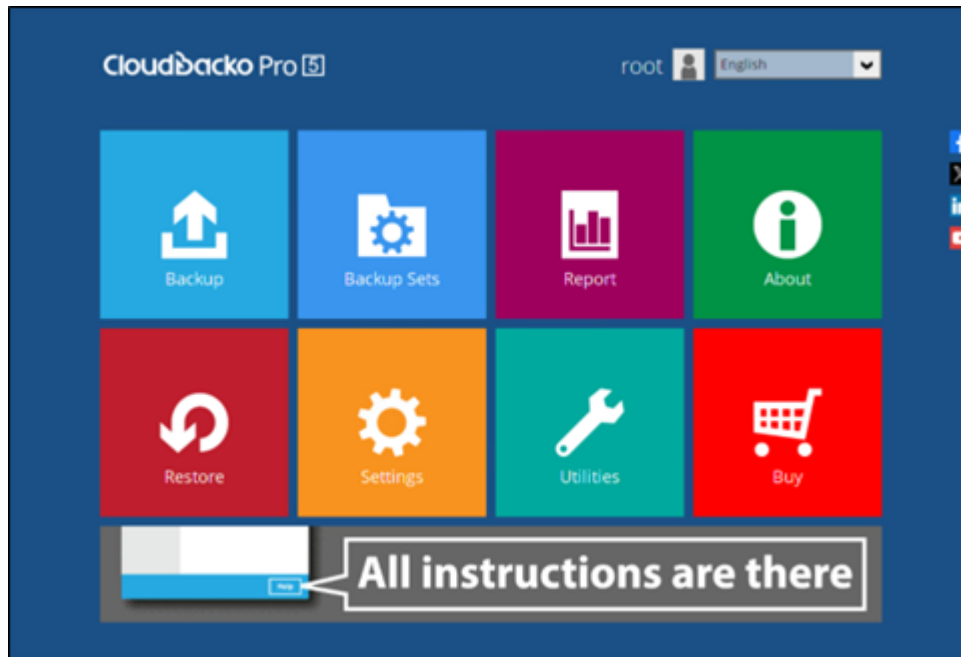 CloudBacko Pro 5
root English
Backup
Backup Sets
Report
About
Restore
Settings
Utilities
Buy
Help
All instructions are there